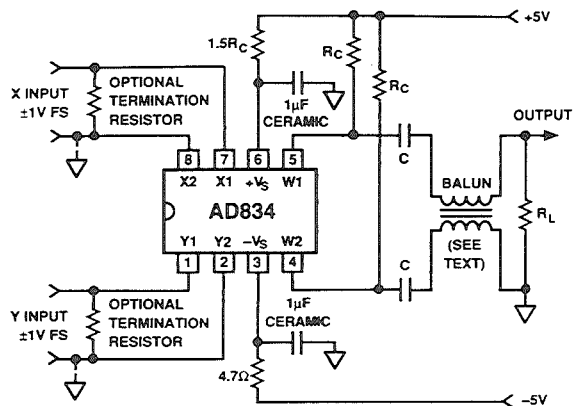 +5V
1.5RC
RC
RC
X INPUT
±1V FS
OPTIONAL
TERMINATION
RESISTOR
1μF
CERAMIC
8
7
6
5
X2
X1
+VS
W1
AD834
Y1
Y2
−VS
W2
1
2
3
4
C
C
BALUN
(SEE
TEXT)
OUTPUT
RL
Y INPUT
±1V FS
OPTIONAL
TERMINATION
RESISTOR
1μF
CERAMIC
4.7Ω
−5V